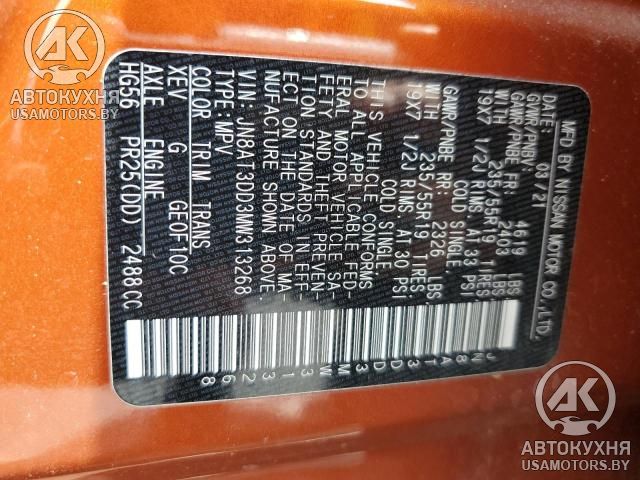 MFD BY NISSAN MOTOR CO.,LTD.
03/21
GVWR/PNBV: 4619 LBS
GAWR/PNBE FR: 2403 LBS
WITH 235/55R19 TIRES,
19X7 1/2J RIMS, AT 33 PSI
COLD SINGLE
GAWR/PNBE RR: 2326 LBS
WITH 235/55R19 TIRES,
19X7 1/2J RIMS, AT 30 PSI
COLD SINGLE
THIS VEHICLE CONFORMS
TO ALL APPLICABLE FED-
ERAL MOTOR VEHICLE SA-
FETY AND THEFT PREVEN-
TION STANDARDS IN EFF-
ECT ON THE DATE OF MA-
NUFACTURE SHOWN ABOVE.
VIN:JN8AT3DD3MW313268
TYPE:MPV
COLOR TRIM TRANS
XEV G GE0F10C
AXLE ENGINE
HG56 PR25(DD) 2488CC
JN8AT3DD3MW313268
АК
АВТОКУХНЯ
USAMOTORS.BY
АК
АВТОКУХНЯ
USAMOTORS.BY